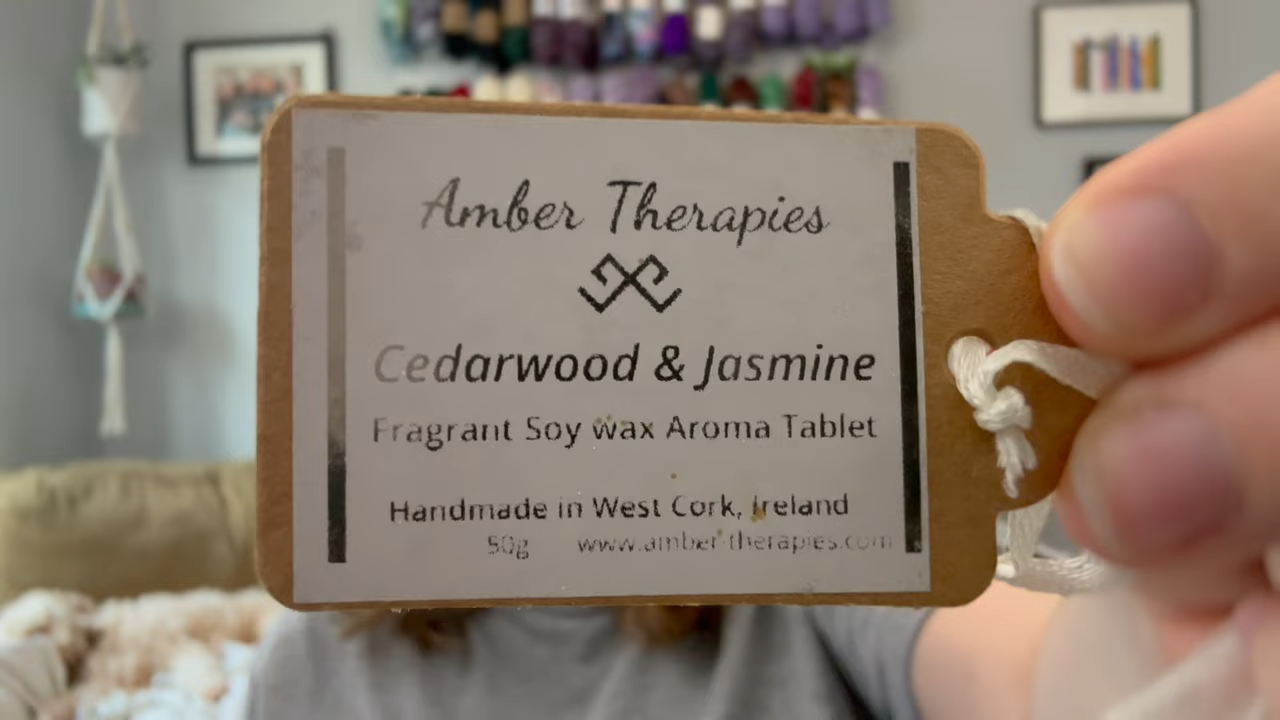 Amber Therapies
Cedarwood & Jasmine
Fragrant Soy wax Aroma Tablet
Handmade in West Cork, Ireland
50g www.amber-therapies.com